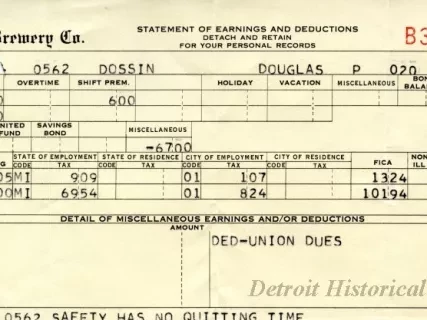 STATEMENT OF EARNINGS AND DEDUCTIONS
Brewery Co. DETACH AND RETAIN B3
FOR YOUR PERSONAL RECORDS
0562 DOSSIN DOUGLAS P 020
OVERTIME SHIFT PREM. HOLIDAY VACATION MISCELLANEOUS
600
FUND SAVINGS BOND MISCELLANEOUS
-6700
STATE OF EMPLOYMENT STATE OF RESIDENCE CITY OF EMPLOYMENT CITY OF RESIDENCE FICA
CODE TAX CODE TAX CODE TAX CODE TAX
MI 909 01 107 1324
MI 6954 01 824 10194
DETAIL OF MISCELLANEOUS EARNINGS AND/OR DEDUCTIONS
AMOUNT
DED-UNION DUES
Detroit Historical
0562 SAFETY HAS NO QUITTING TIME